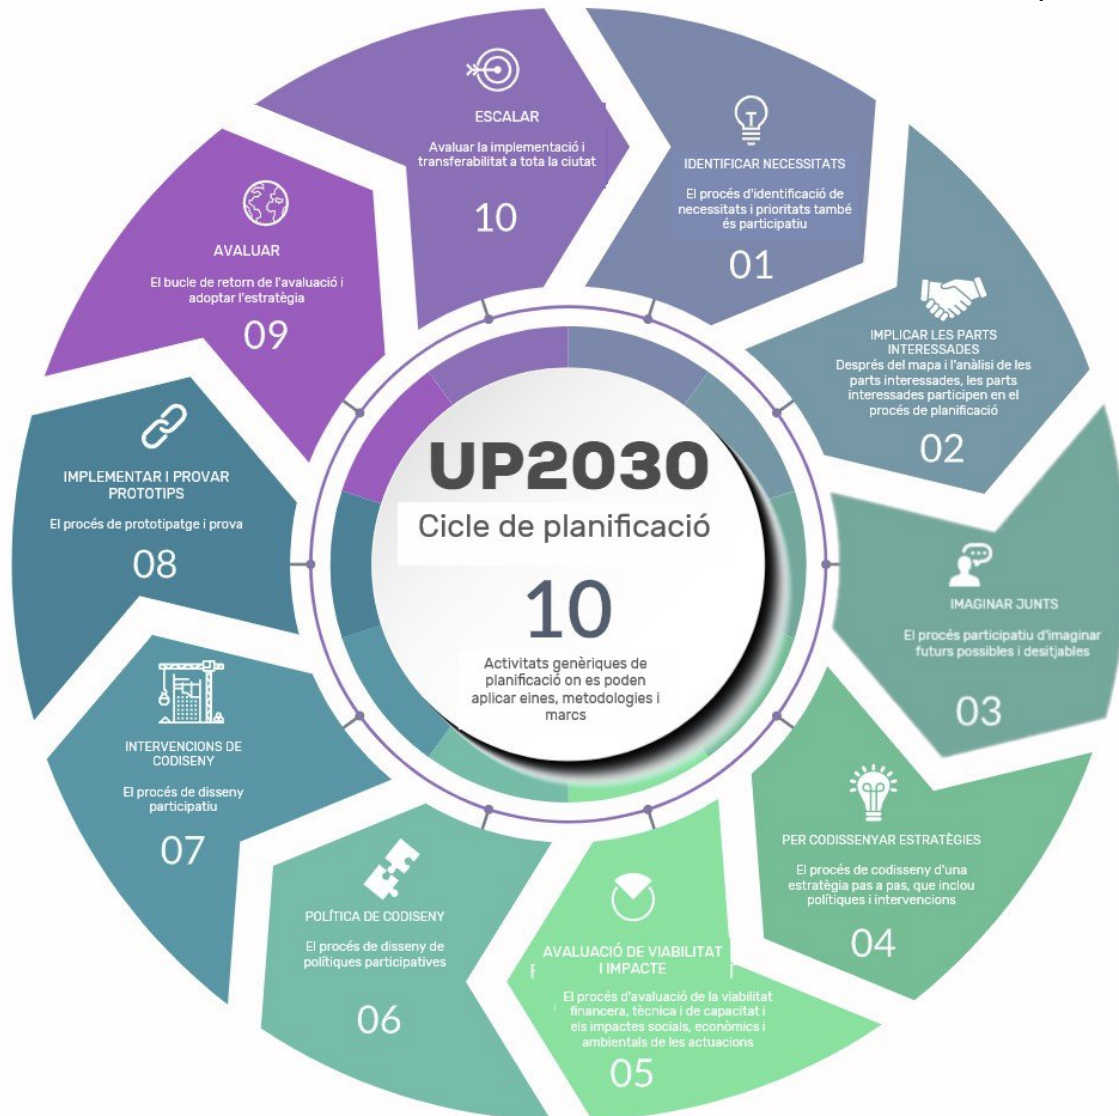 UP2030
Cicle de planificació
10
Activitats genèriques de
planificació on es poden
aplicar eines, metodologies i
marcs
IDENTIFICAR NECESSITATS
El procés d'identificació de
necessitats i prioritats també
és participatiu
01
IMPLICAR LES PARTS
INTERESSADES
Després del mapa i l'anàlisi de les
parts interessades, les parts
interessades participen en el
procés de planificació
02
IMAGINAR JUNTS
El procés participatiu d'imaginar
futurs possibles i desitjables
03
PER CODISSENYAR ESTRATÈGIES
El procés de codisseny d'una
estratègia pas a pas, que inclou
polítiques i intervencions
04
AVALUACIÓ DE VIABILITAT
I IMPACTE
El procés d'avaluació de la viabilitat
financera, tècnica i de capacitat i
els impactes socials, econòmics i
ambientals de les actuacions
05
POLÍTICA DE CODISENY
El procés de disseny de
polítiques participatives
06
INTERVENCIONS DE
CODISENY
El procés de disseny
participatiu
07
IMPLEMENTAR I PROVAR
PROTOTIPS
El procés de prototipatge i prova
08
AVALUAR
El bucle de retorn de l'avaluació i
adoptar l'estratègia
09
ESCALAR
Avaluar la implementació i
transferabilitat a tota la ciutat
10